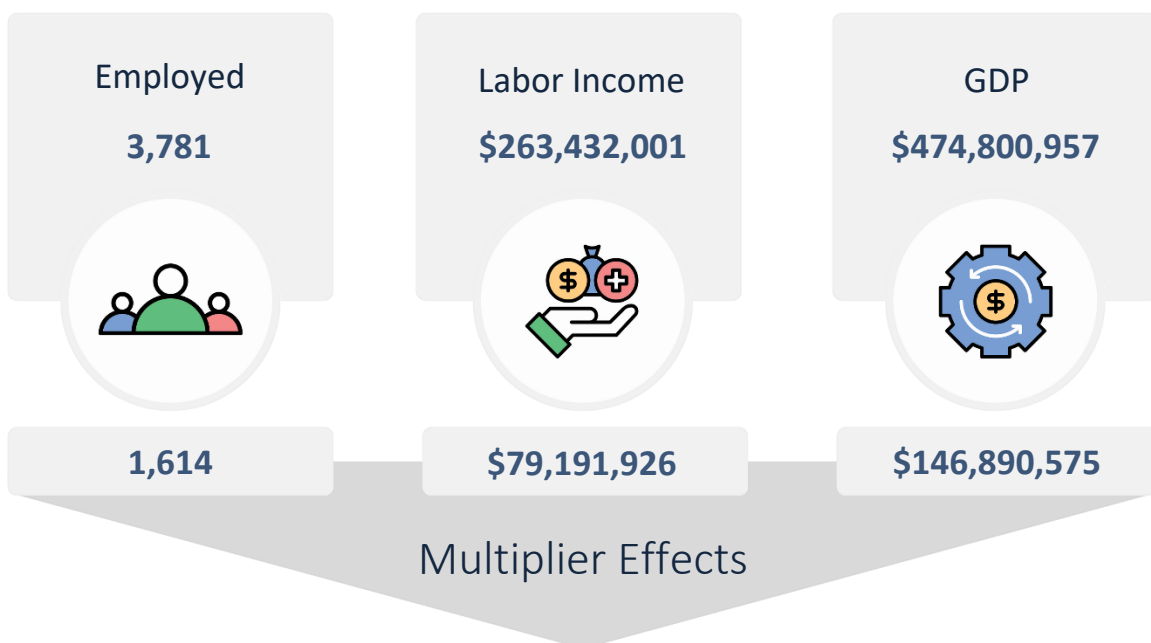 Employed
3,781
Labor Income
$263,432,001
GDP
$474,800,957
$
$
1,614
$79,191,926
$146,890,575
Multiplier Effects